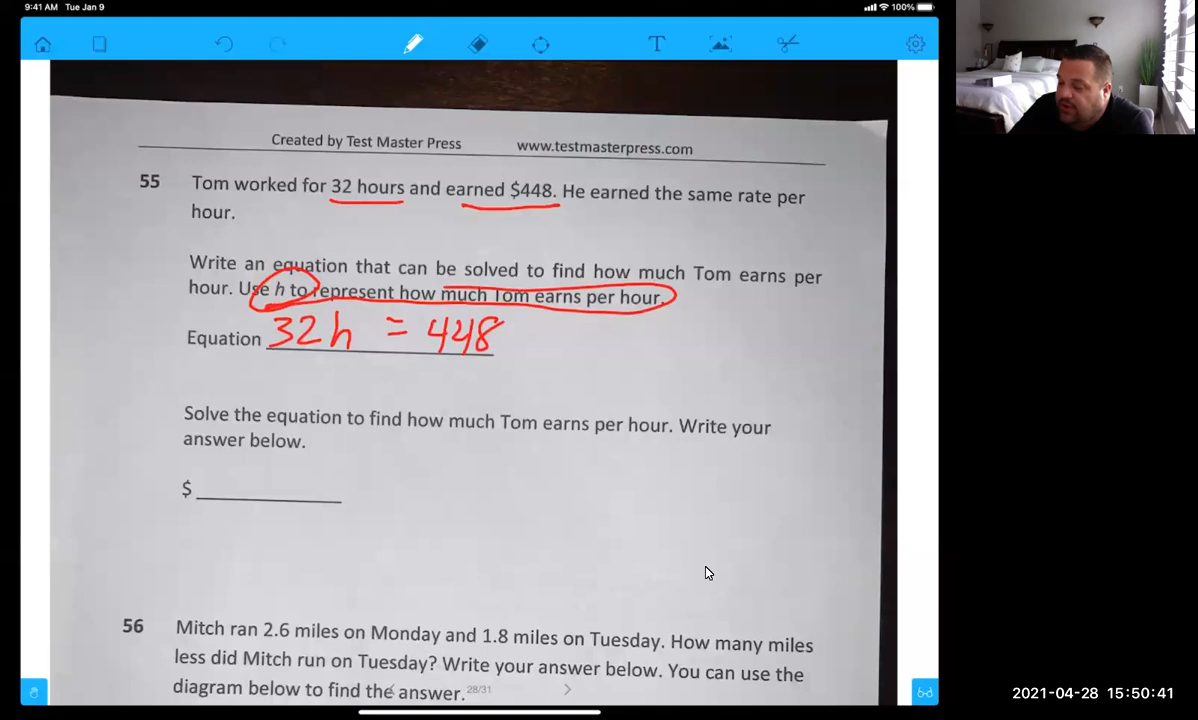 9:41 AM Tue Jan 9
100%
T
Created by Test Master Press www.testmasterpress.com
55 Tom worked for 32 hours and earned $448. He earned the same rate per
hour.
Write an equation that can be solved to find how much Tom earns per
hour. Use h to represent how much Tom earns per hour.
Equation 32h = 448
Solve the equation to find how much Tom earns per hour. Write your
answer below.
$
56 Mitch ran 2.6 miles on Monday and 1.8 miles on Tuesday. How many miles
less did Mitch run on Tuesday? Write your answer below. You can use the
diagram below to find the answer.
28/31
2021-04-28 15:50:41